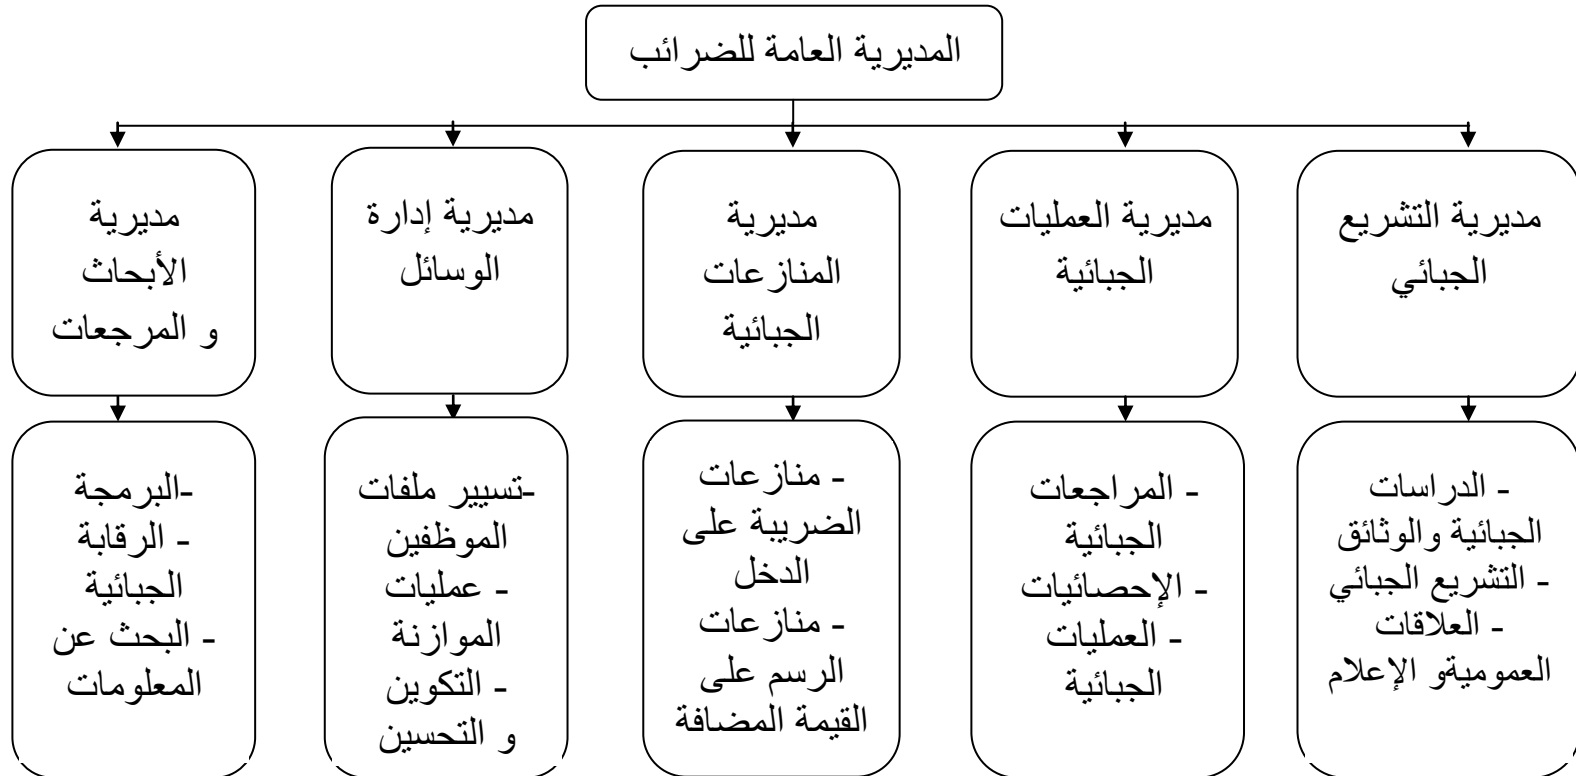 المديرية العامة للضرائب
مديرية التشريع
الجبائي
مديرية العمليات
الجبائية
مديرية
المنازعات
الجبائية
مديرية إدارة
الوسائل
مديرية
الأبحاث
و المرجعات
- الدراسات
الجبائية والوثائق
- التشريع الجبائي
- العلاقات
العموميةو الإعلام
- المراجعات
الجبائية
- الإحصائيات
- العمليات
الجبائية
- منازعات
الضريبة على
الدخل
- منازعات
الرسم على
القيمة المضافة
-تسيير ملفات
الموظفين
- عمليات
الموازنة
- التكوين
و التحسين
-البرمجة
- الرقابة
الجبائية
- البحث عن
المعلومات